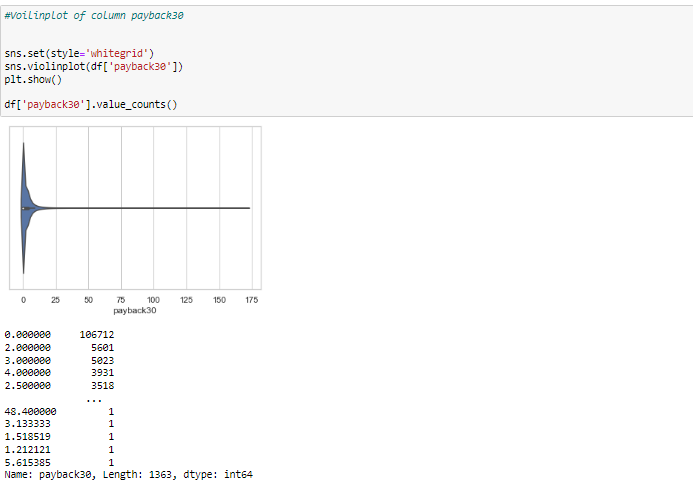 #Voilinplot of column payback30
sns.set(style='whitegrid')
sns.violinplot(df['payback30'])
plt.show()
df['payback30'].value_counts()
0 25 50 75 100 125 150 175
payback30
0.000000 106712
2.000000 5601
3.000000 5023
4.000000 3931
2.500000 3518
...
48.400000 1
3.133333 1
1.518519 1
1.212121 1
5.615385 1
Name: payback30, Length: 1363, dtype: int64